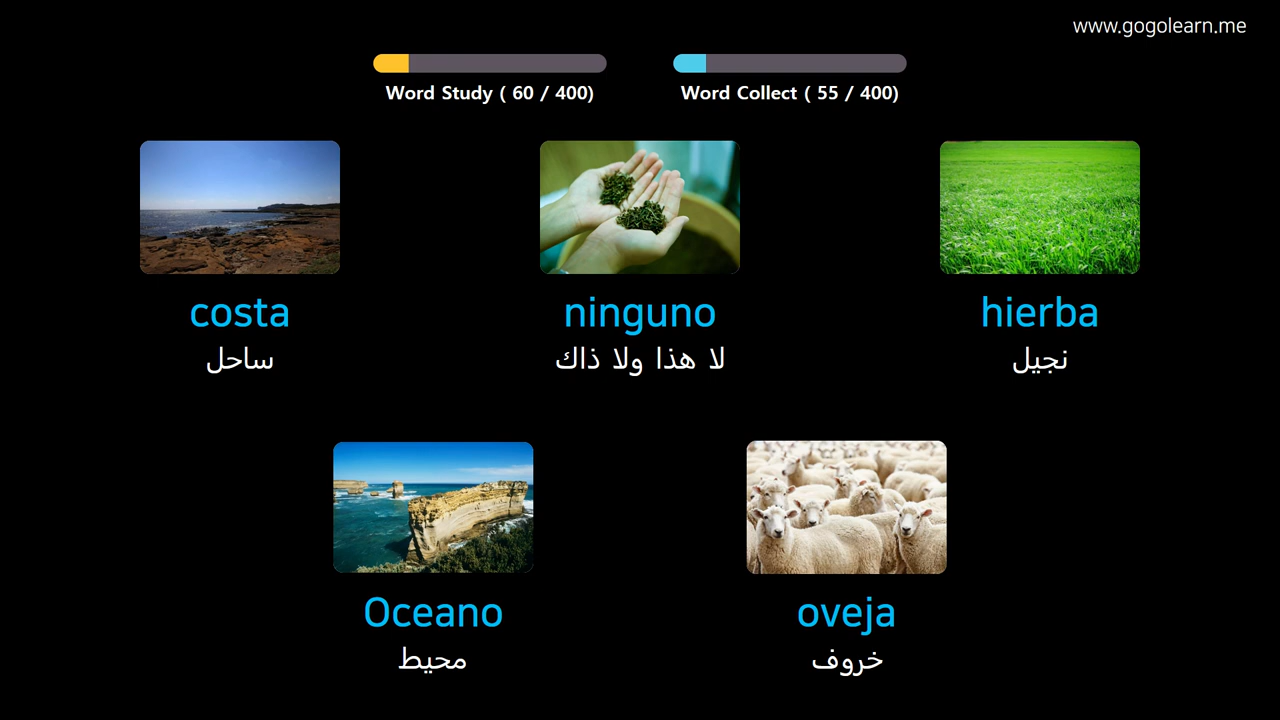 www.gogolearn.me
Word Study ( 60 / 400)
Word Collect ( 55 / 400)
costa
ساحل
ninguno
لا هذا ولا ذاك
hierba
نجيل
Oceano
محيط
oveja
خروف